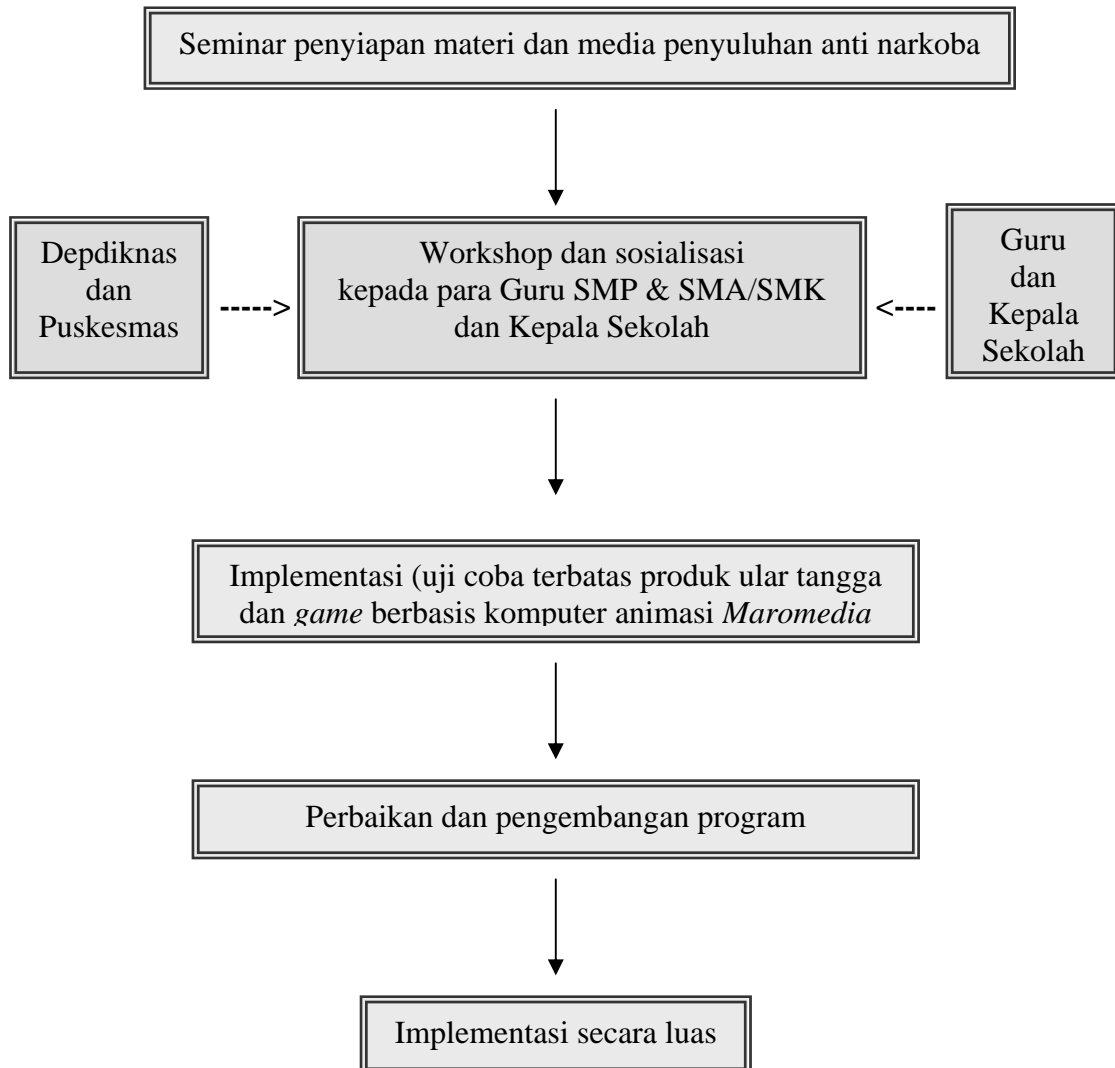 Seminar penyiapan materi dan media penyuluhan anti narkoba
Depdiknas
dan
Puskesmas
----->
Workshop dan sosialisasi
kepada para Guru SMP & SMA/SMK
dan Kepala Sekolah
<----
Guru
dan
Kepala
Sekolah
Implementasi (uji coba terbatas produk ular tangga
dan game berbasis komputer animasi Maromedia
Perbaikan dan pengembangan program
Implementasi secara luas